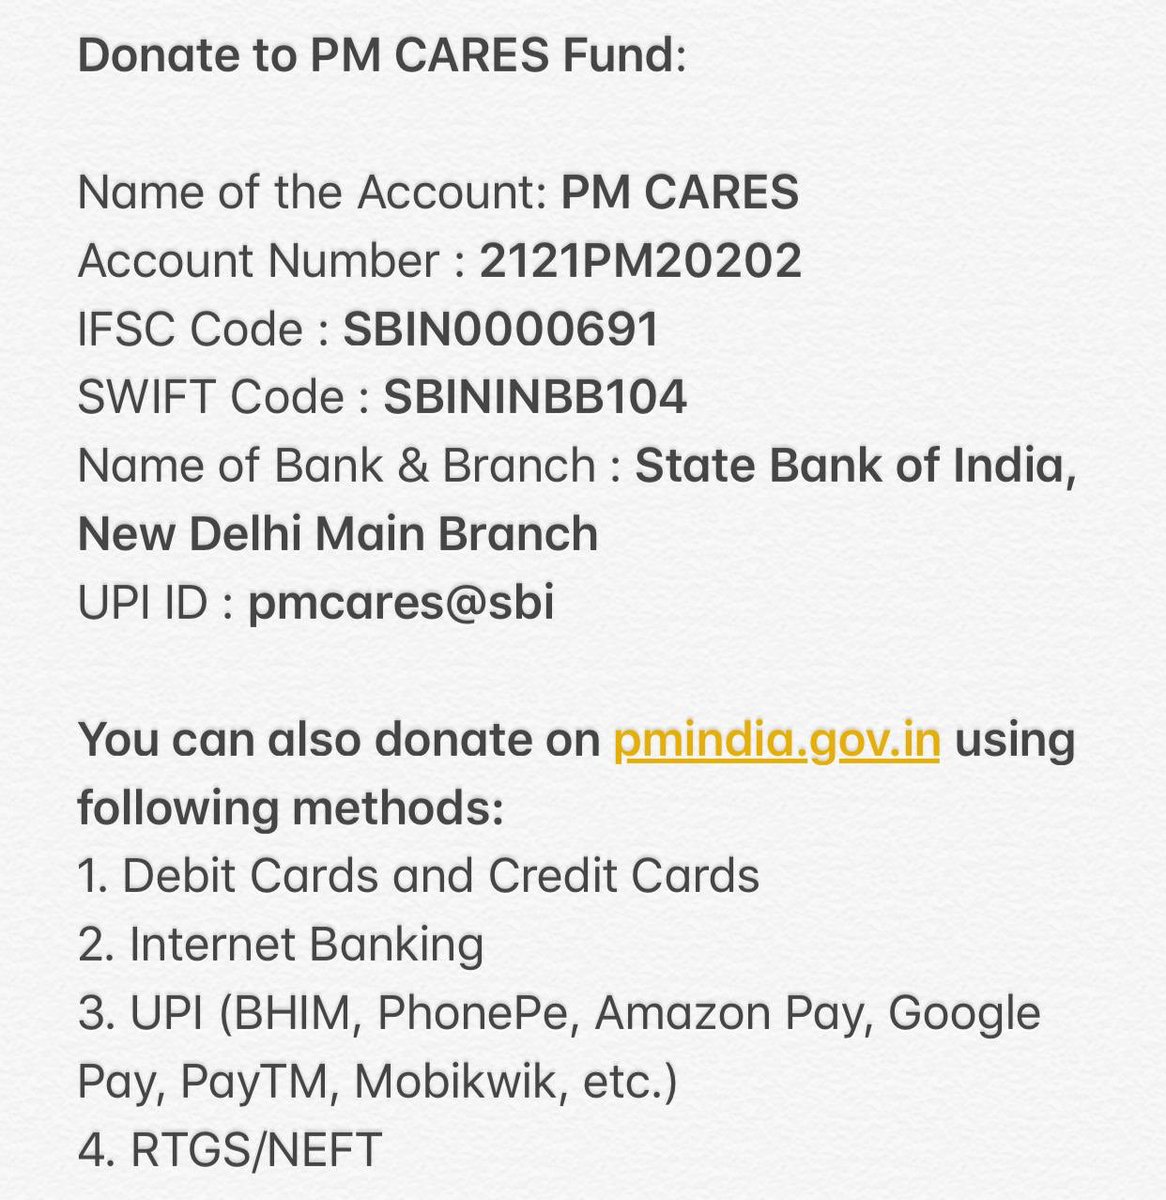 Donate to PM CARES Fund:
Name of the Account: PM CARES
Account Number : 2121PM20202
IFSC Code : SBIN0000691
SWIFT Code : SBININBB104
Name of Bank & Branch : State Bank of India,
New Delhi Main Branch
UPI ID : pmcares@sbi
You can also donate on pmindia.gov.in using
following methods:
1. Debit Cards and Credit Cards
2. Internet Banking
3. UPI (BHIM, PhonePe, Amazon Pay, Google
Pay, PayTM, Mobikwik, etc.)
4. RTGS/NEFT